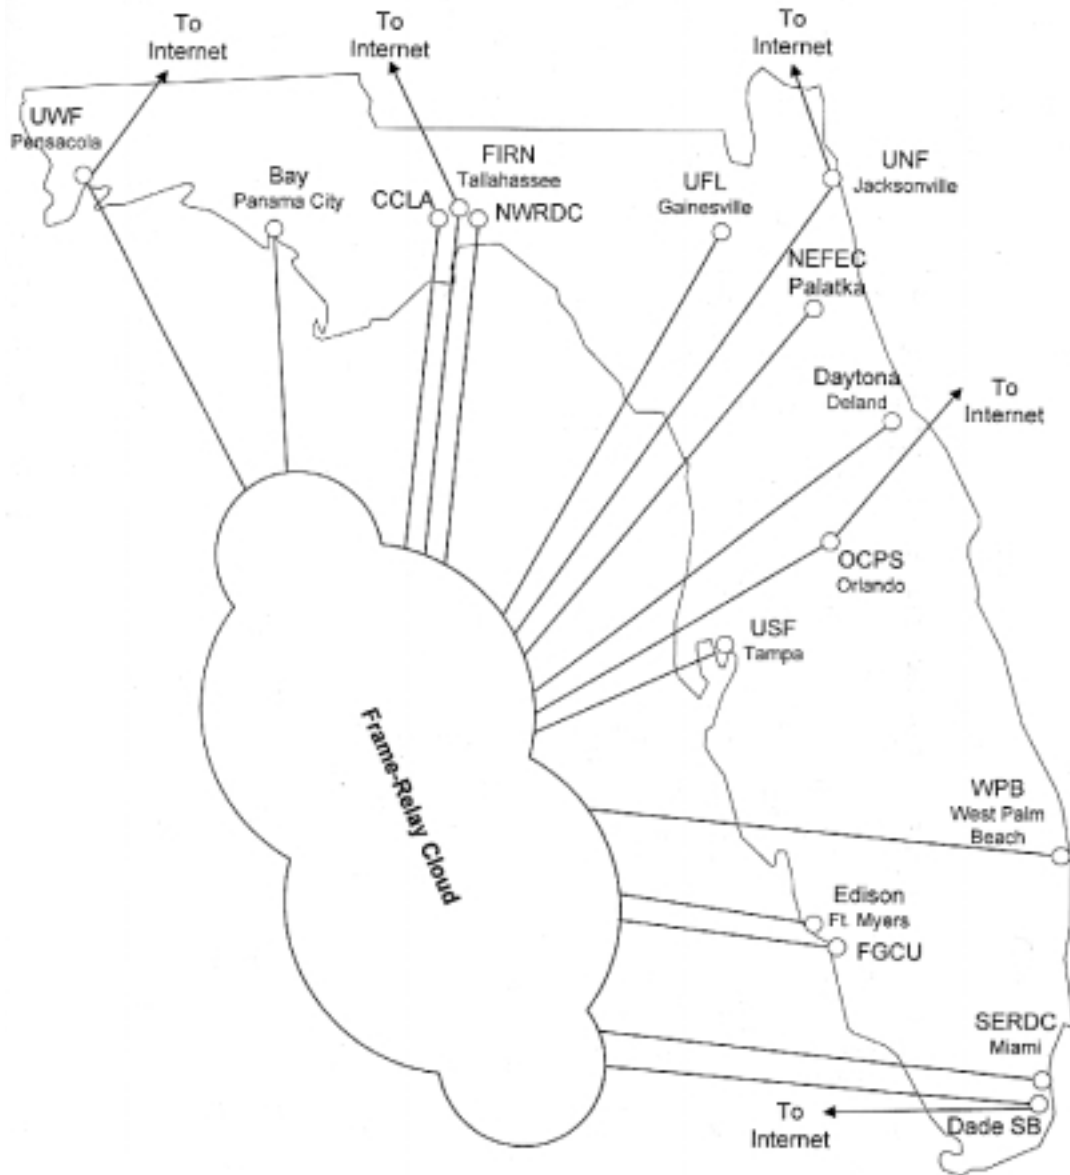 To
Internet
To
Internet
To
Internet
UWF
Pensacola
Bay
Panama City
CCLA
FIRN
Tallahassee
NWRDC
UFL
Gainesville
UNF
Jacksonville
NEFEC
Palatka
Daytona
Deland
To
Internet
OCPS
Orlando
USF
Tampa
Frame-Relay Cloud
WPB
West Palm
Beach
Edison
Ft. Myers
FGCU
SERDC
Miami
To
Internet
Dade SB